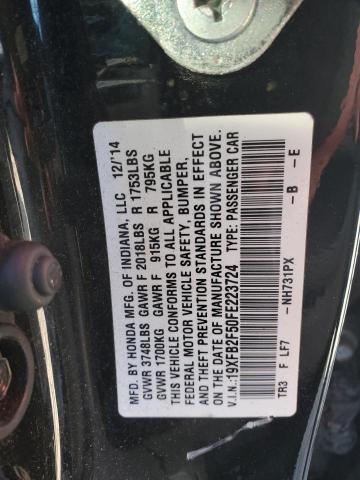 MFD. BY HONDA MFG. OF INDIANA, LLC 12/'14
GVWR 3748LBS GAWR F 2018LBS R 1753LBS
GVWR 1700KG GAWR F 915KG R 795KG
THIS VEHICLE CONFORMS TO ALL APPLICABLE
FEDERAL MOTOR VEHICLE SAFETY, BUMPER,
AND THEFT PREVENTION STANDARDS IN EFFECT
ON THE DATE OF MANUFACTURE SHOWN ABOVE.
V.I.N.: 19XFB2F50FE223724 TYPE: PASSENGER CAR
TR3 F LF7 -NH731PX -B -E